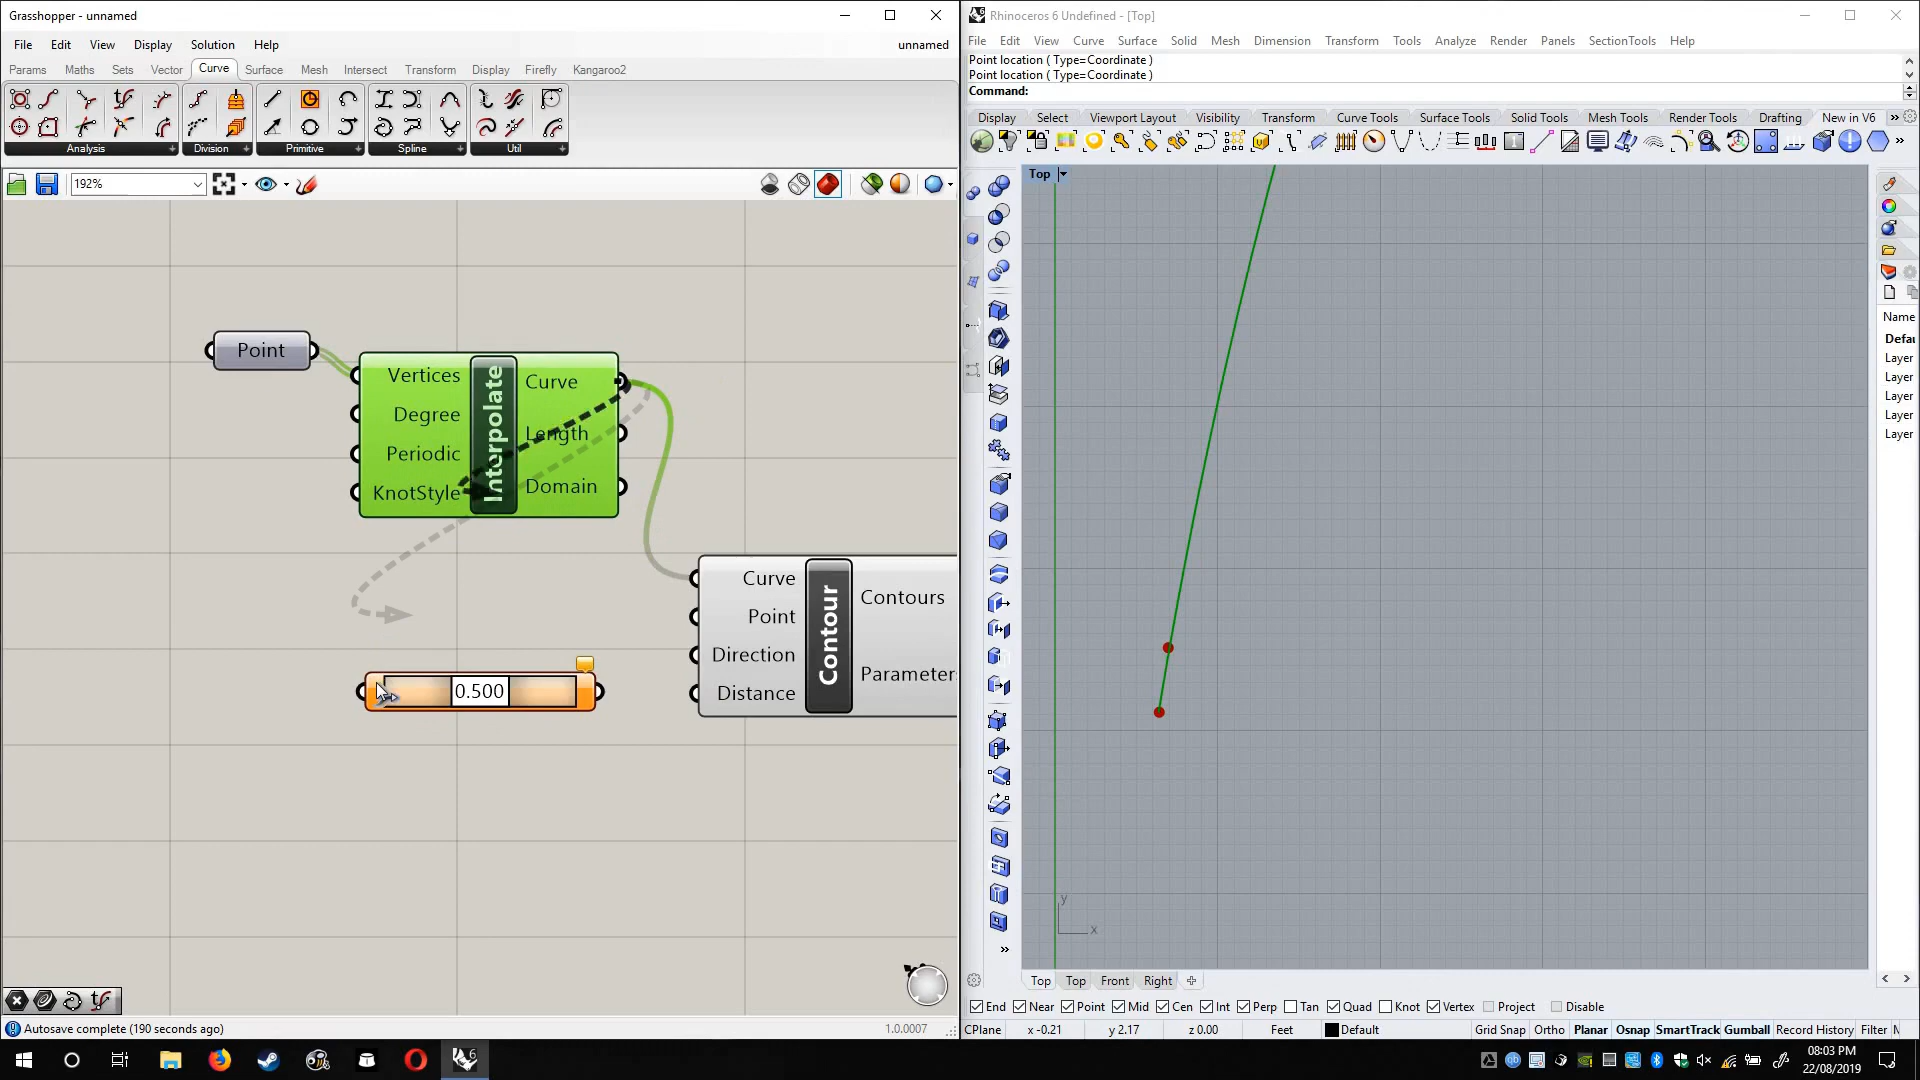 Grasshopper - unnamed
File Edit View Display Solution Help unnamed
Params Maths Sets Vector Curve Surface Mesh Intersect Transform Display Firefly Kangaroo2
Analysis Division Primitive Spline Util
192%
Point
Vertices
Degree
Periodic
KnotStyle
Interpolate
Curve
Length
Domain
0.500
Curve
Point
Direction
Distance
Contour
Contours
Parameters
Autosave complete (190 seconds ago) 1.0.0007
Rhinoceros 6 Undefined - [Top]
File Edit View Curve Surface Solid Mesh Dimension Transform Tools Analyze Render Panels SectionTools Help
Point location ( Type=Coordinate )
Point location ( Type=Coordinate )
Command:
Display Select Viewport Layout Visibility Transform Curve Tools Surface Tools Solid Tools Mesh Tools Render Tools Drafting New in V6
Top
Name
Defau
Layer
Layer
Layer
Layer
Layer
y
x
Top Top Front Right
End Near Point Mid Cen Int Perp Tan Quad Knot Vertex Project Disable
CPlane x -0.21 y 2.17 z 0.00 Feet Default Grid Snap Ortho Planar Osnap SmartTrack Gumball Record History Filter
08:03 PM
22/08/2019